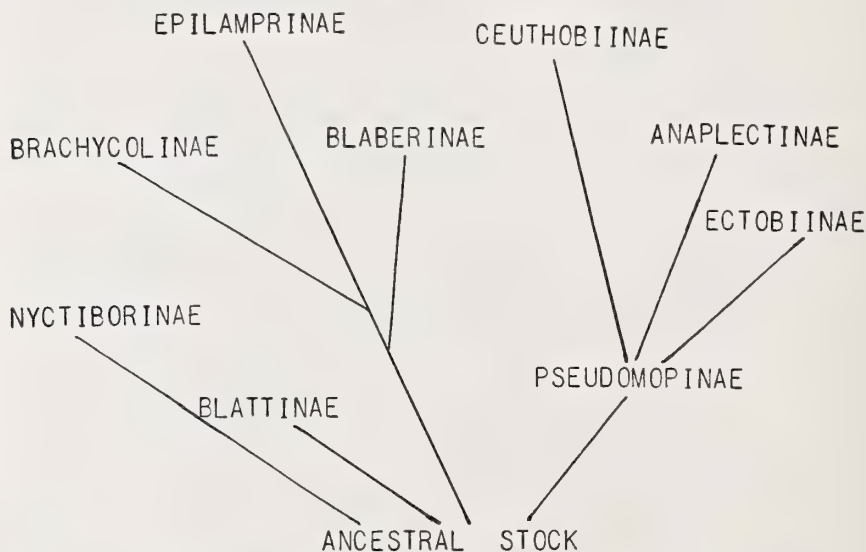 EPILAMPRINAE
CEUTHOBIINAE
BRACHYCOLINAE
BLABERINAE
ANAPLECTINAE
ECTOBIINAE
NYCTIBORINAE
PSEUDOMOPINAE
BLATTINAE
ANCESTRAL STOCK